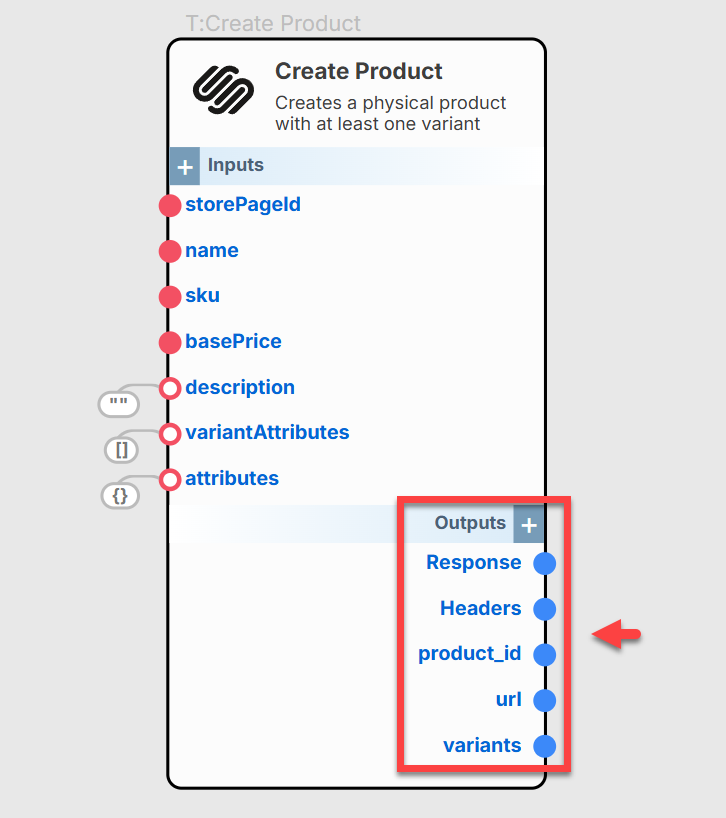 T:Create Product
Create Product
Creates a physical product
with at least one variant
+ Inputs
storePageId
name
sku
basePrice
description
""
variantAttributes
[]
attributes
{}
Outputs +
Response
Headers
product_id
url
variants